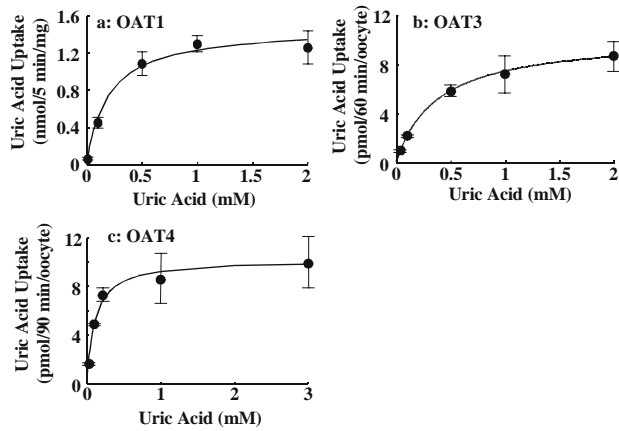 a: OAT1
Uric Acid Uptake
(nmol/5 min/mg)
1.6
1.2
0.8
0.4
0
0.5
1
1.5
2
Uric Acid (mM)
b: OAT3
Uric Acid Uptake
(pmol/60 min/oocyte)
12
8
4
0
0.5
1
1.5
2
Uric Acid (mM)
c: OAT4
Uric Acid Uptake
(pmol/90 min/oocyte)
12
8
4
0
1
2
3
Uric Acid (mM)